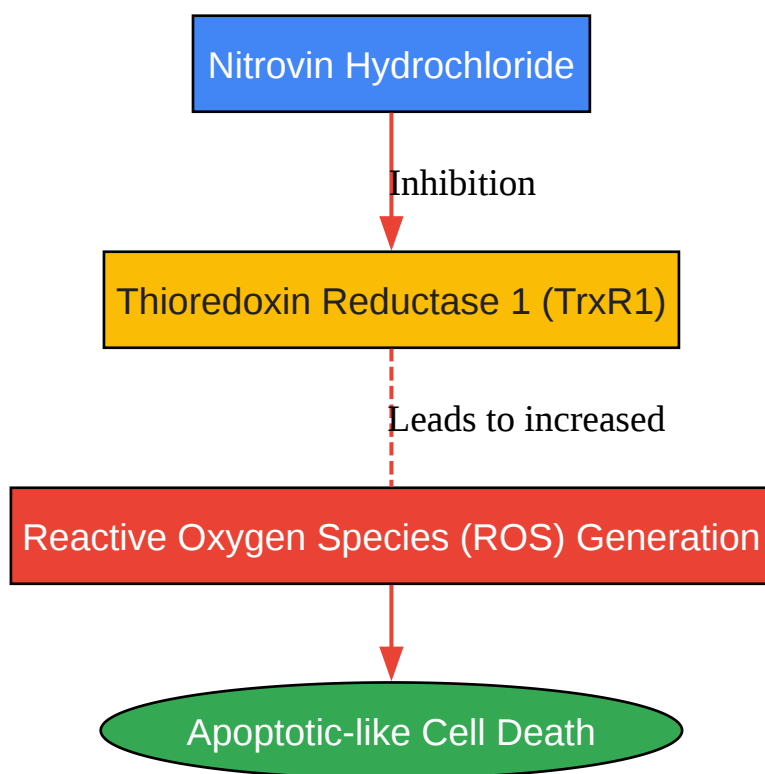 Nitrovin Hydrochloride
Inhibition
Thioredoxin Reductase 1 (TrxR1)
Leads to increased
Reactive Oxygen Species (ROS) Generation
Apoptotic-like Cell Death